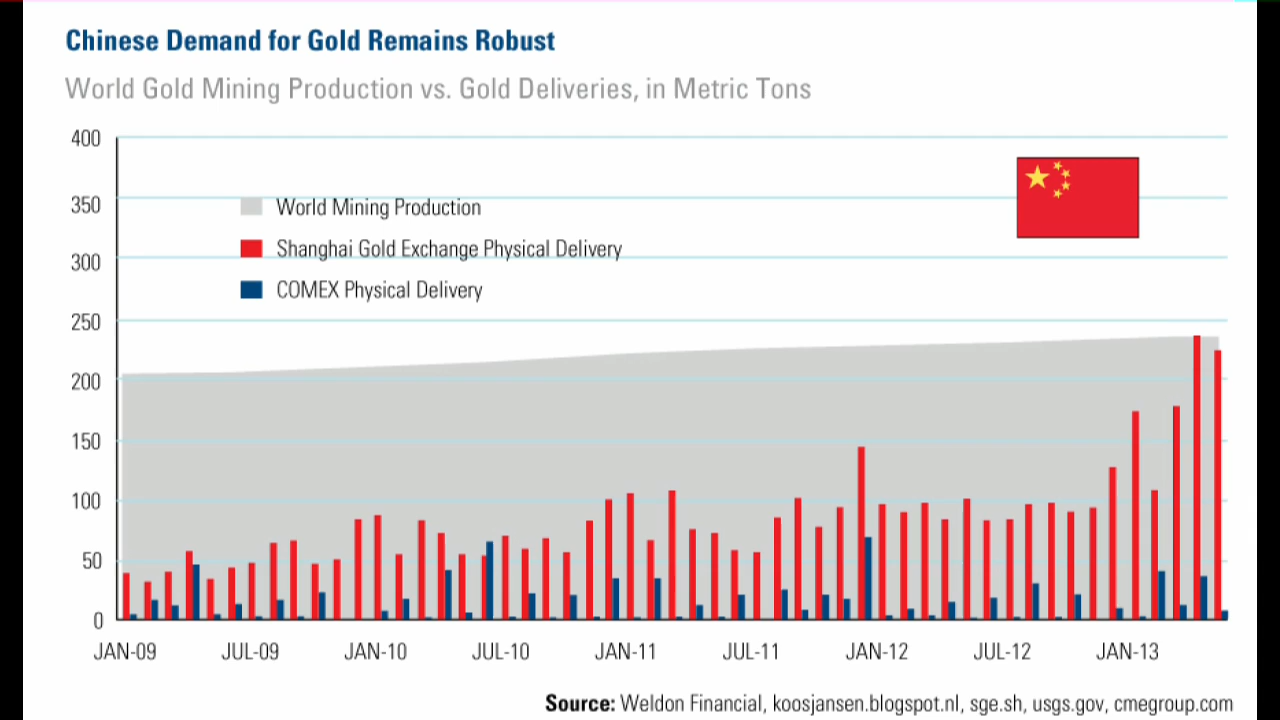 Chinese Demand for Gold Remains Robust
World Gold Mining Production vs. Gold Deliveries, in Metric Tons
400
350
300
250
200
150
100
50
0
World Mining Production
Shanghai Gold Exchange Physical Delivery
COMEX Physical Delivery
JAN-09 JUL-09 JAN-10 JUL-10 JAN-11 JUL-11 JAN-12 JUL-12 JAN-13
Source: Weldon Financial, koosjansen.blogspot.nl, sge.sh, usgs.gov, cmegroup.com